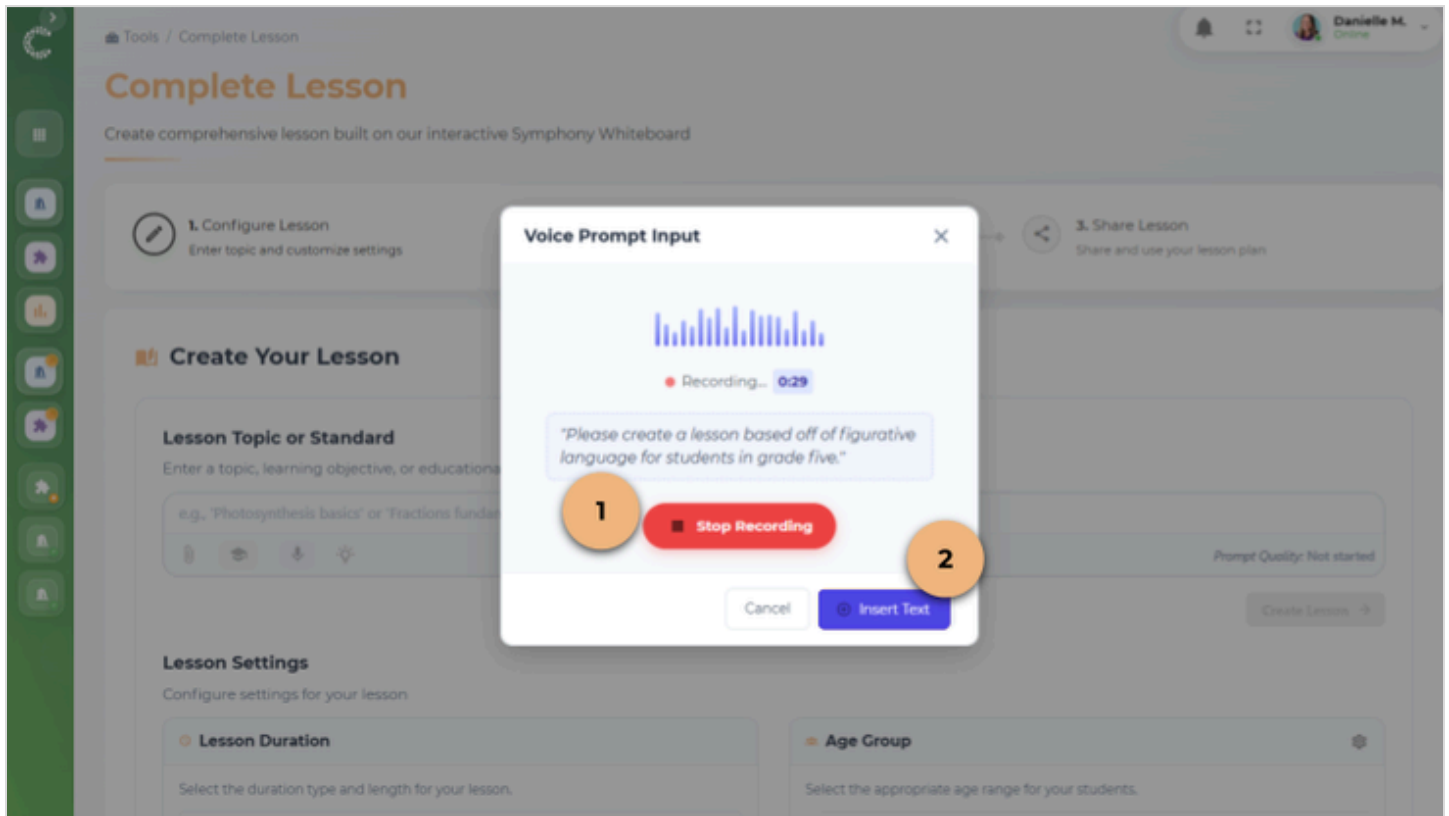 Tools / Complete Lesson
Danielle M.
Online
Complete Lesson
Create comprehensive lesson built on our interactive Symphony Whiteboard
1. Configure Lesson
Enter topic and customize settings
3. Share Lesson
Share and use your lesson plan
Voice Prompt Input
Recording... 0:29
"Please create a lesson based off of figurative
language for students in grade five."
1
Stop Recording
2
Cancel
Insert Text
Create Your Lesson
Lesson Topic or Standard
Enter a topic, learning objective, or educationa
e.g., 'Photosynthesis basics' or 'Fractions fundam
Prompt Quality: Not started
Create Lesson
Lesson Settings
Configure settings for your lesson
Lesson Duration
Select the duration type and length for your lesson.
Age Group
Select the appropriate age range for your students.